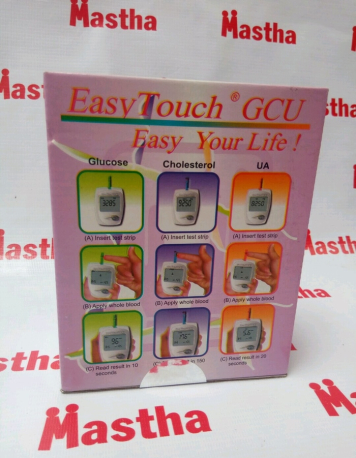 Mastha
Mastha
Mastha
EasyTouch® GCU
Easy Your Life !
Glucose Cholesterol UA
(A) Insert test strip (A) Insert test strip (A) Insert test strip
(B) Apply whole blood (B) Apply whole blood (B) Apply whole blood
(C) Read result in 10 seconds
in 150
(C) Read result in 20 seconds
Mastha
Mastha
Mastha
Mastha